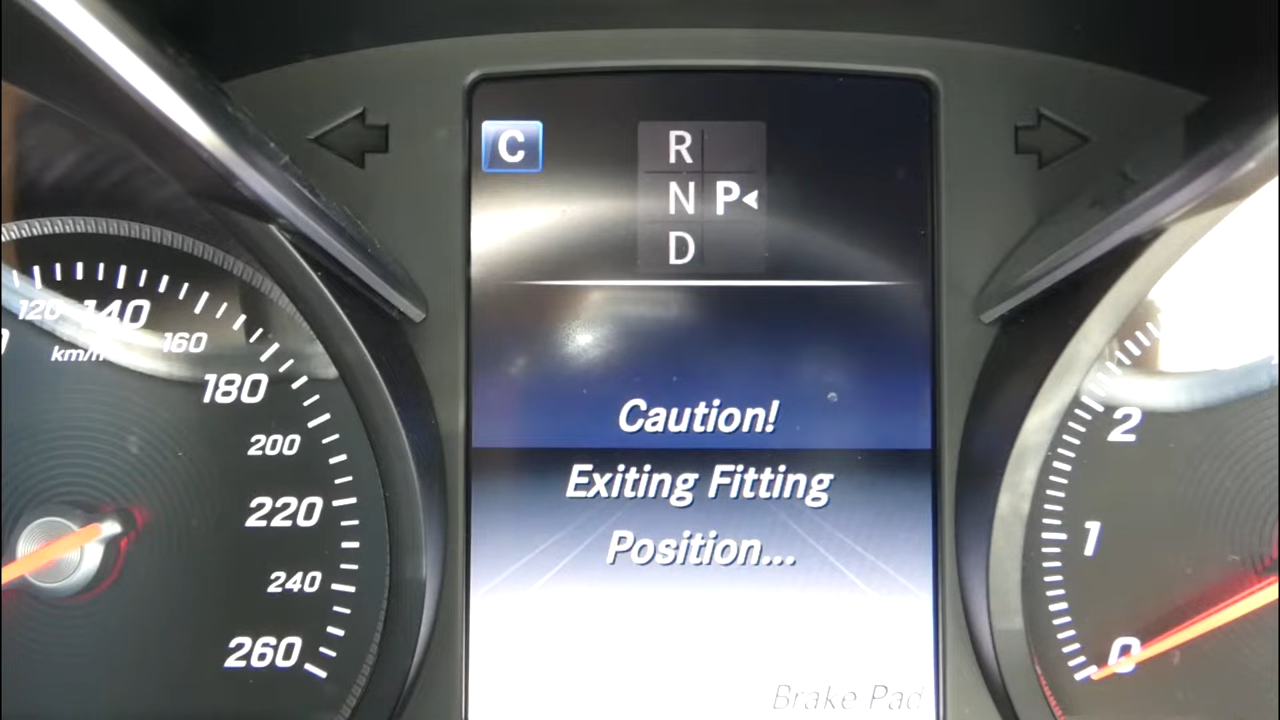 C
R
N P
D
120
140
160
km/h
180
200
220
240
260
Caution!
Exiting Fitting
Position...
2
1
0
Brake Pad